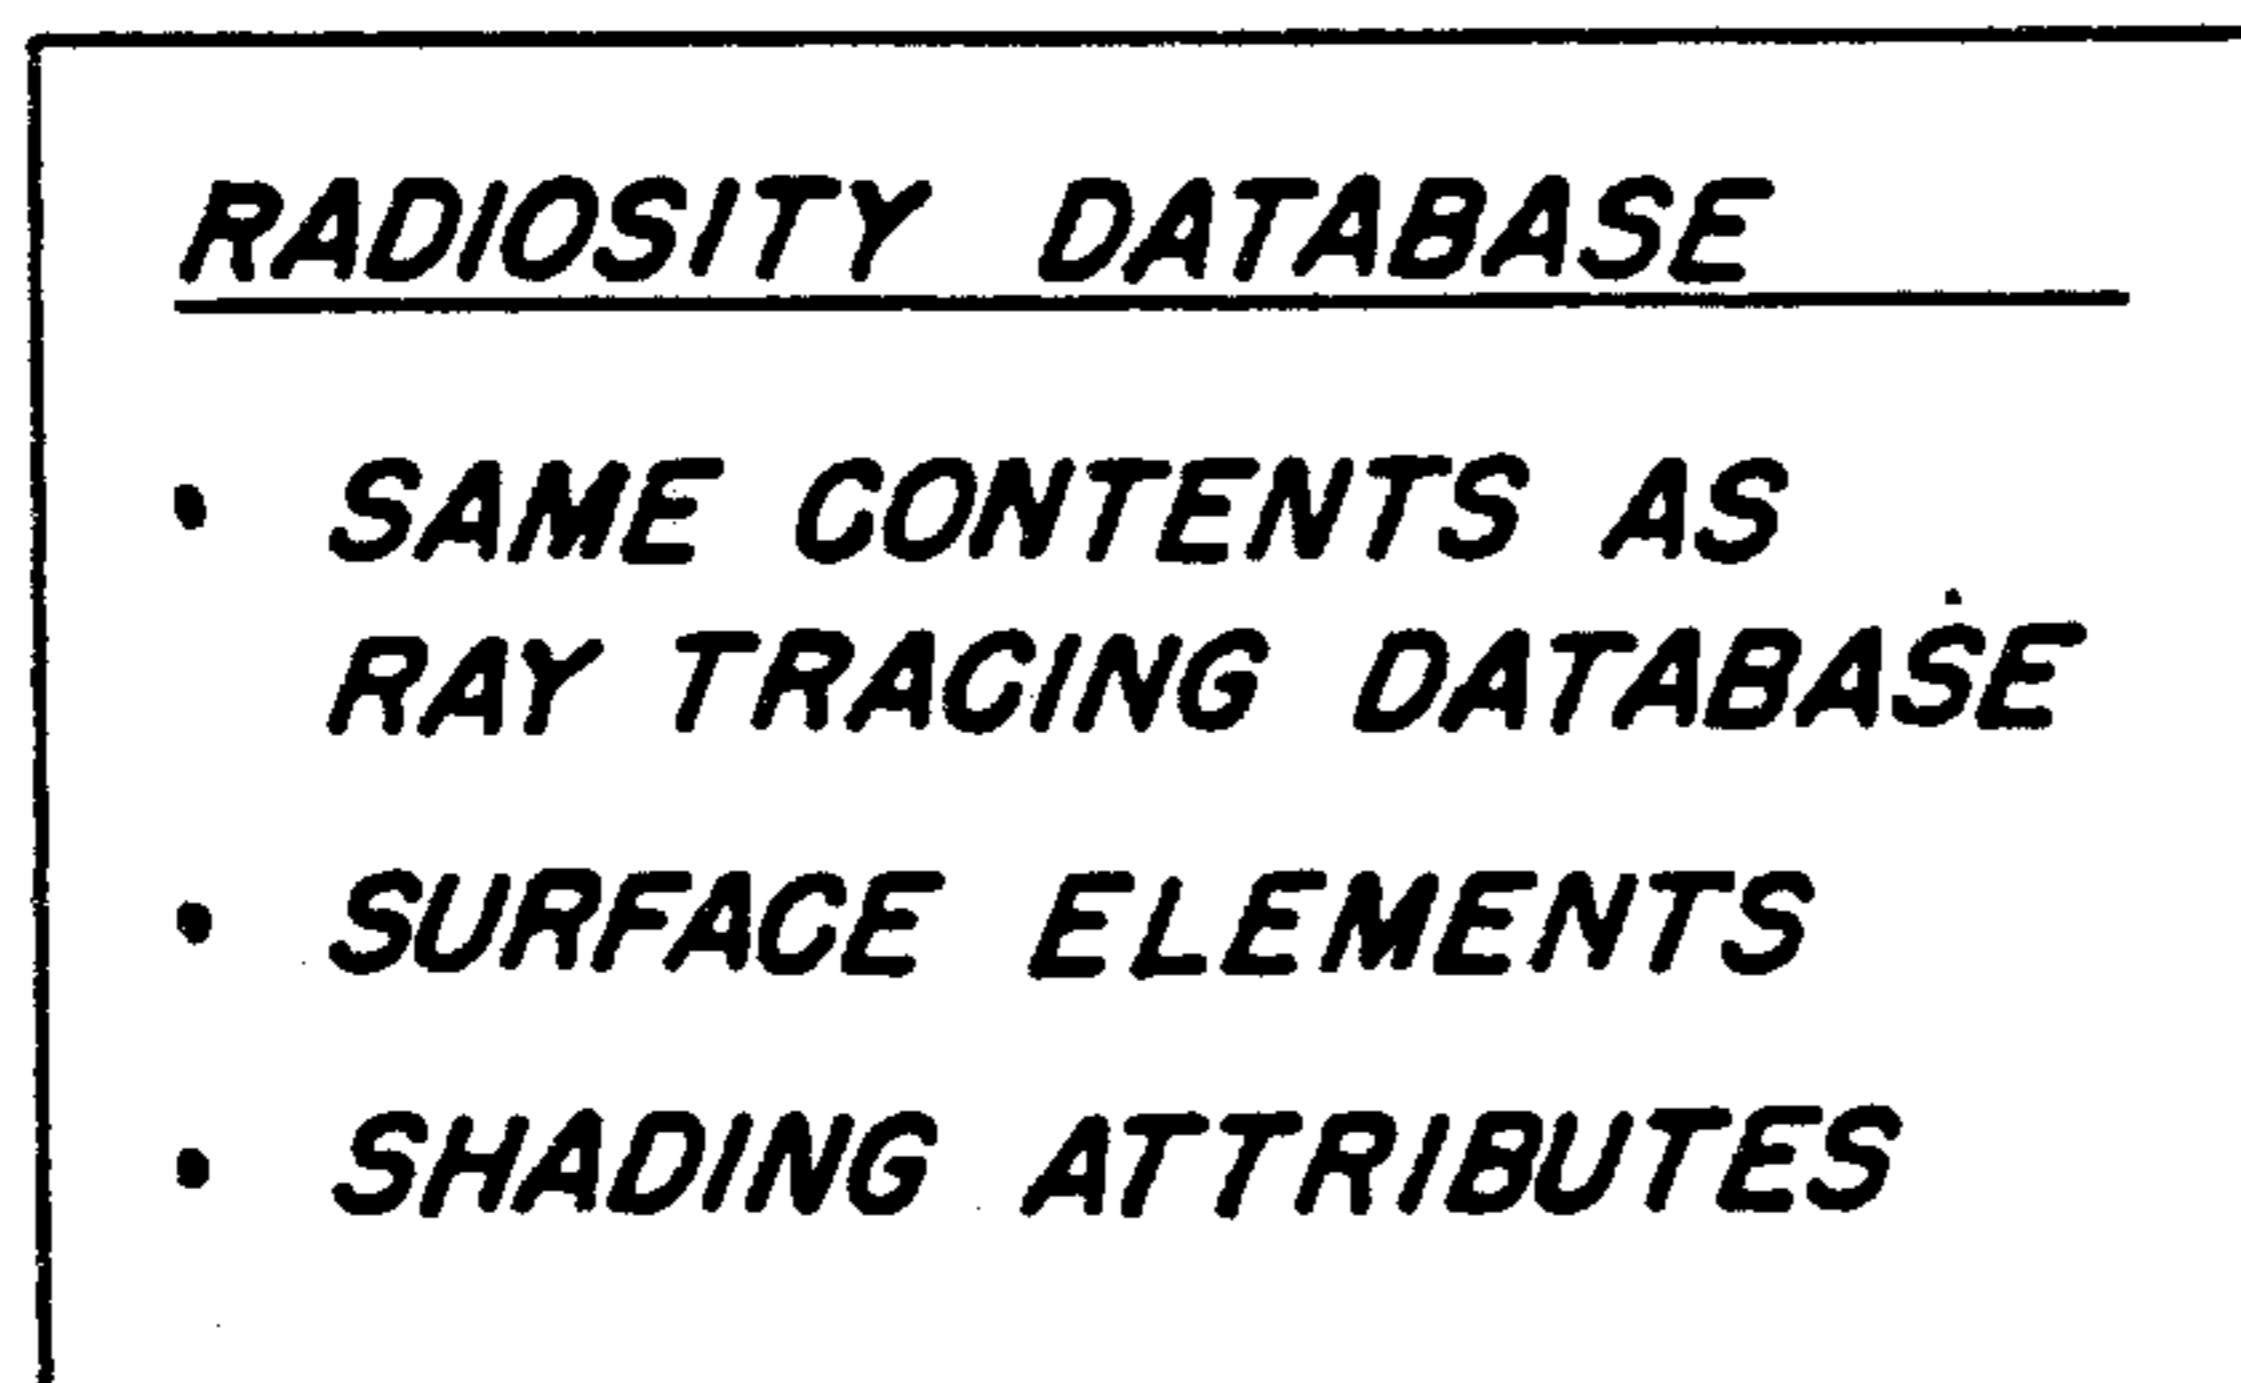 RADIOSITY DATABASE
• SAME CONTENTS AS
RAY TRACING DATABASE
• SURFACE ELEMENTS
• SHADING ATTRIBUTES